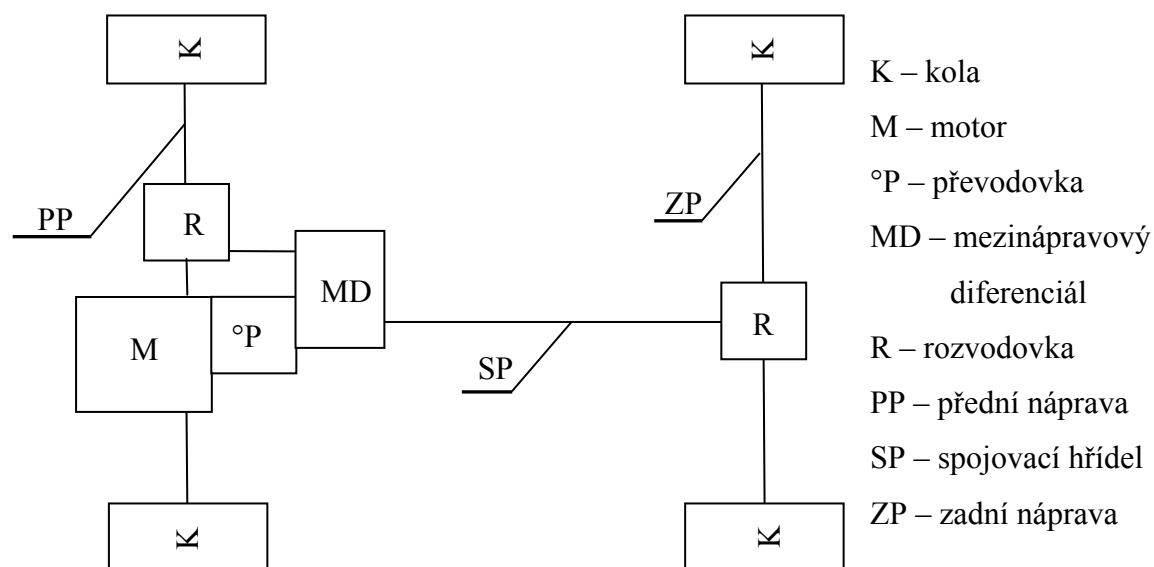 K
K
PP
R
MD
°P
M
SP
ZP
R
K
K
K – kola
M – motor
°P – převodovka
MD – mezinápravový
diferenciál
R – rozvodovka
PP – přední náprava
SP – spojovací hřídel
ZP – zadní náprava